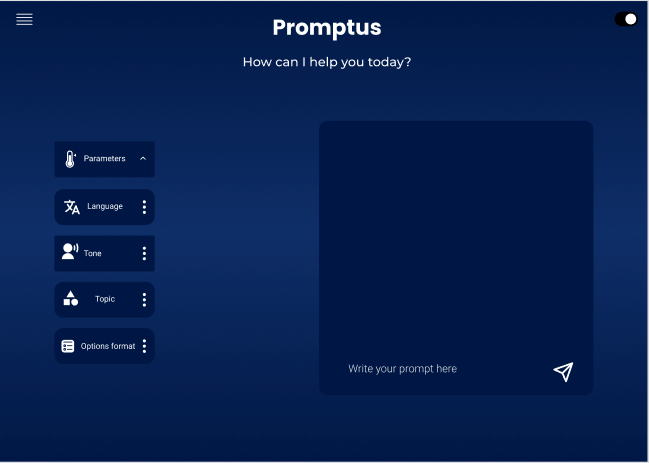 Promptus
How can I help you today?
Parameters
Language
Tone
Topic
Options format
Write your prompt here